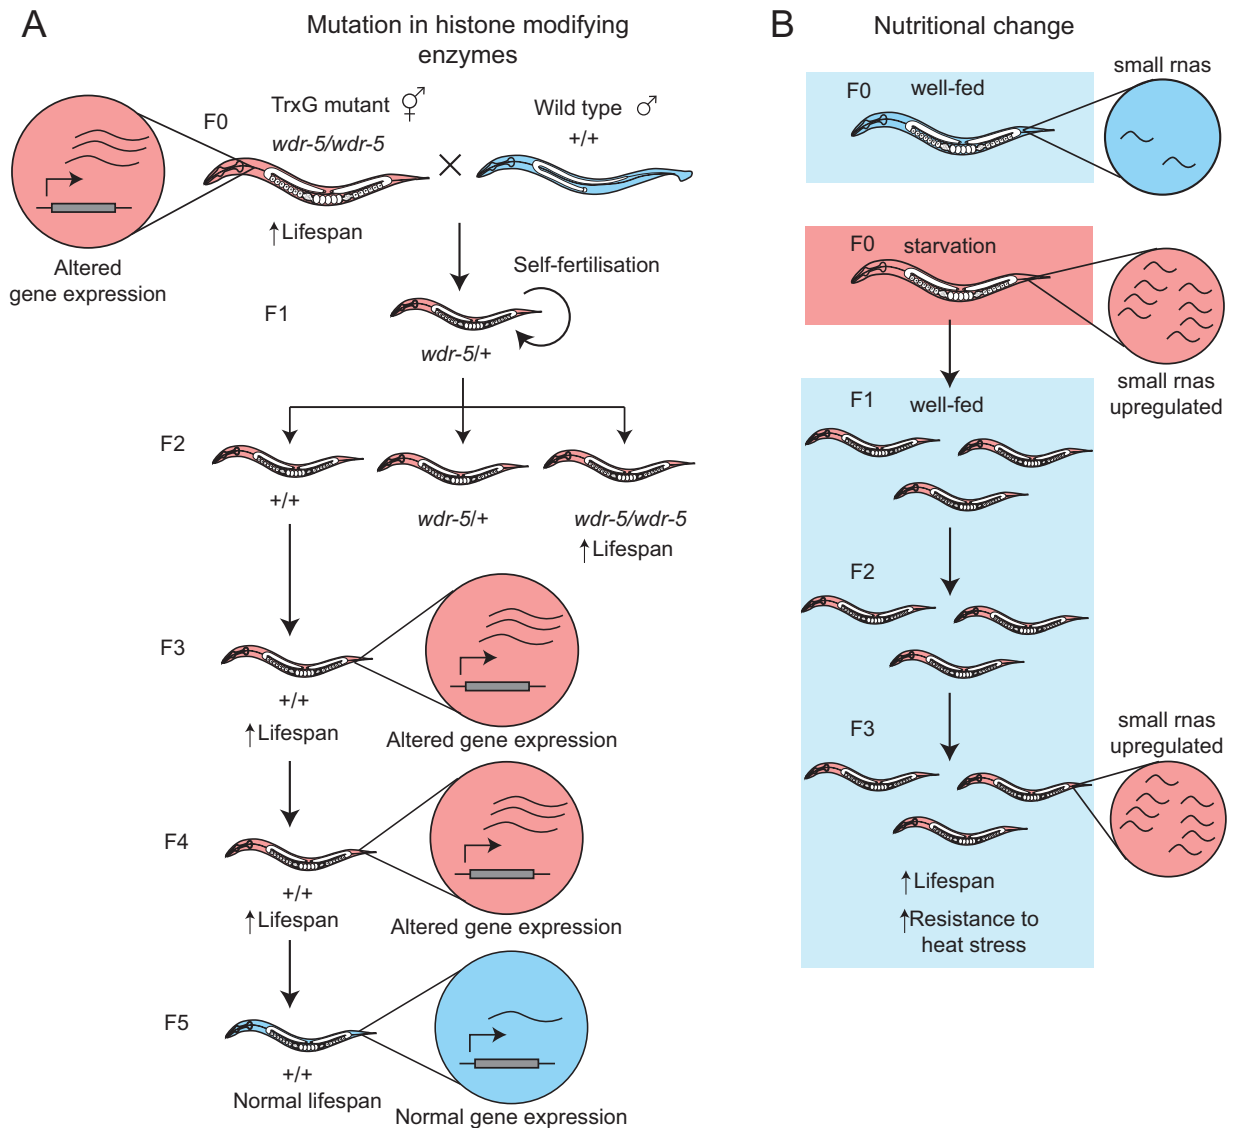 A
Mutation in histone modifying
enzymes
F0
TrxG mutant ⚥
wdr-5/wdr-5
Wild type ♂
+/+
×
↑Lifespan
Altered
gene expression
Self-fertilisation
F1
wdr-5/+
F2
+/+
wdr-5/+
wdr-5/wdr-5
↑Lifespan
F3
+/+
↑Lifespan
Altered gene expression
F4
+/+
↑Lifespan
Altered gene expression
F5
+/+
Normal lifespan
Normal gene expression
B
Nutritional change
small rnas
F0
well-fed
F0
starvation
small rnas
upregulated
F1
well-fed
F2
F3
small rnas
upregulated
↑Lifespan
↑Resistance to
heat stress